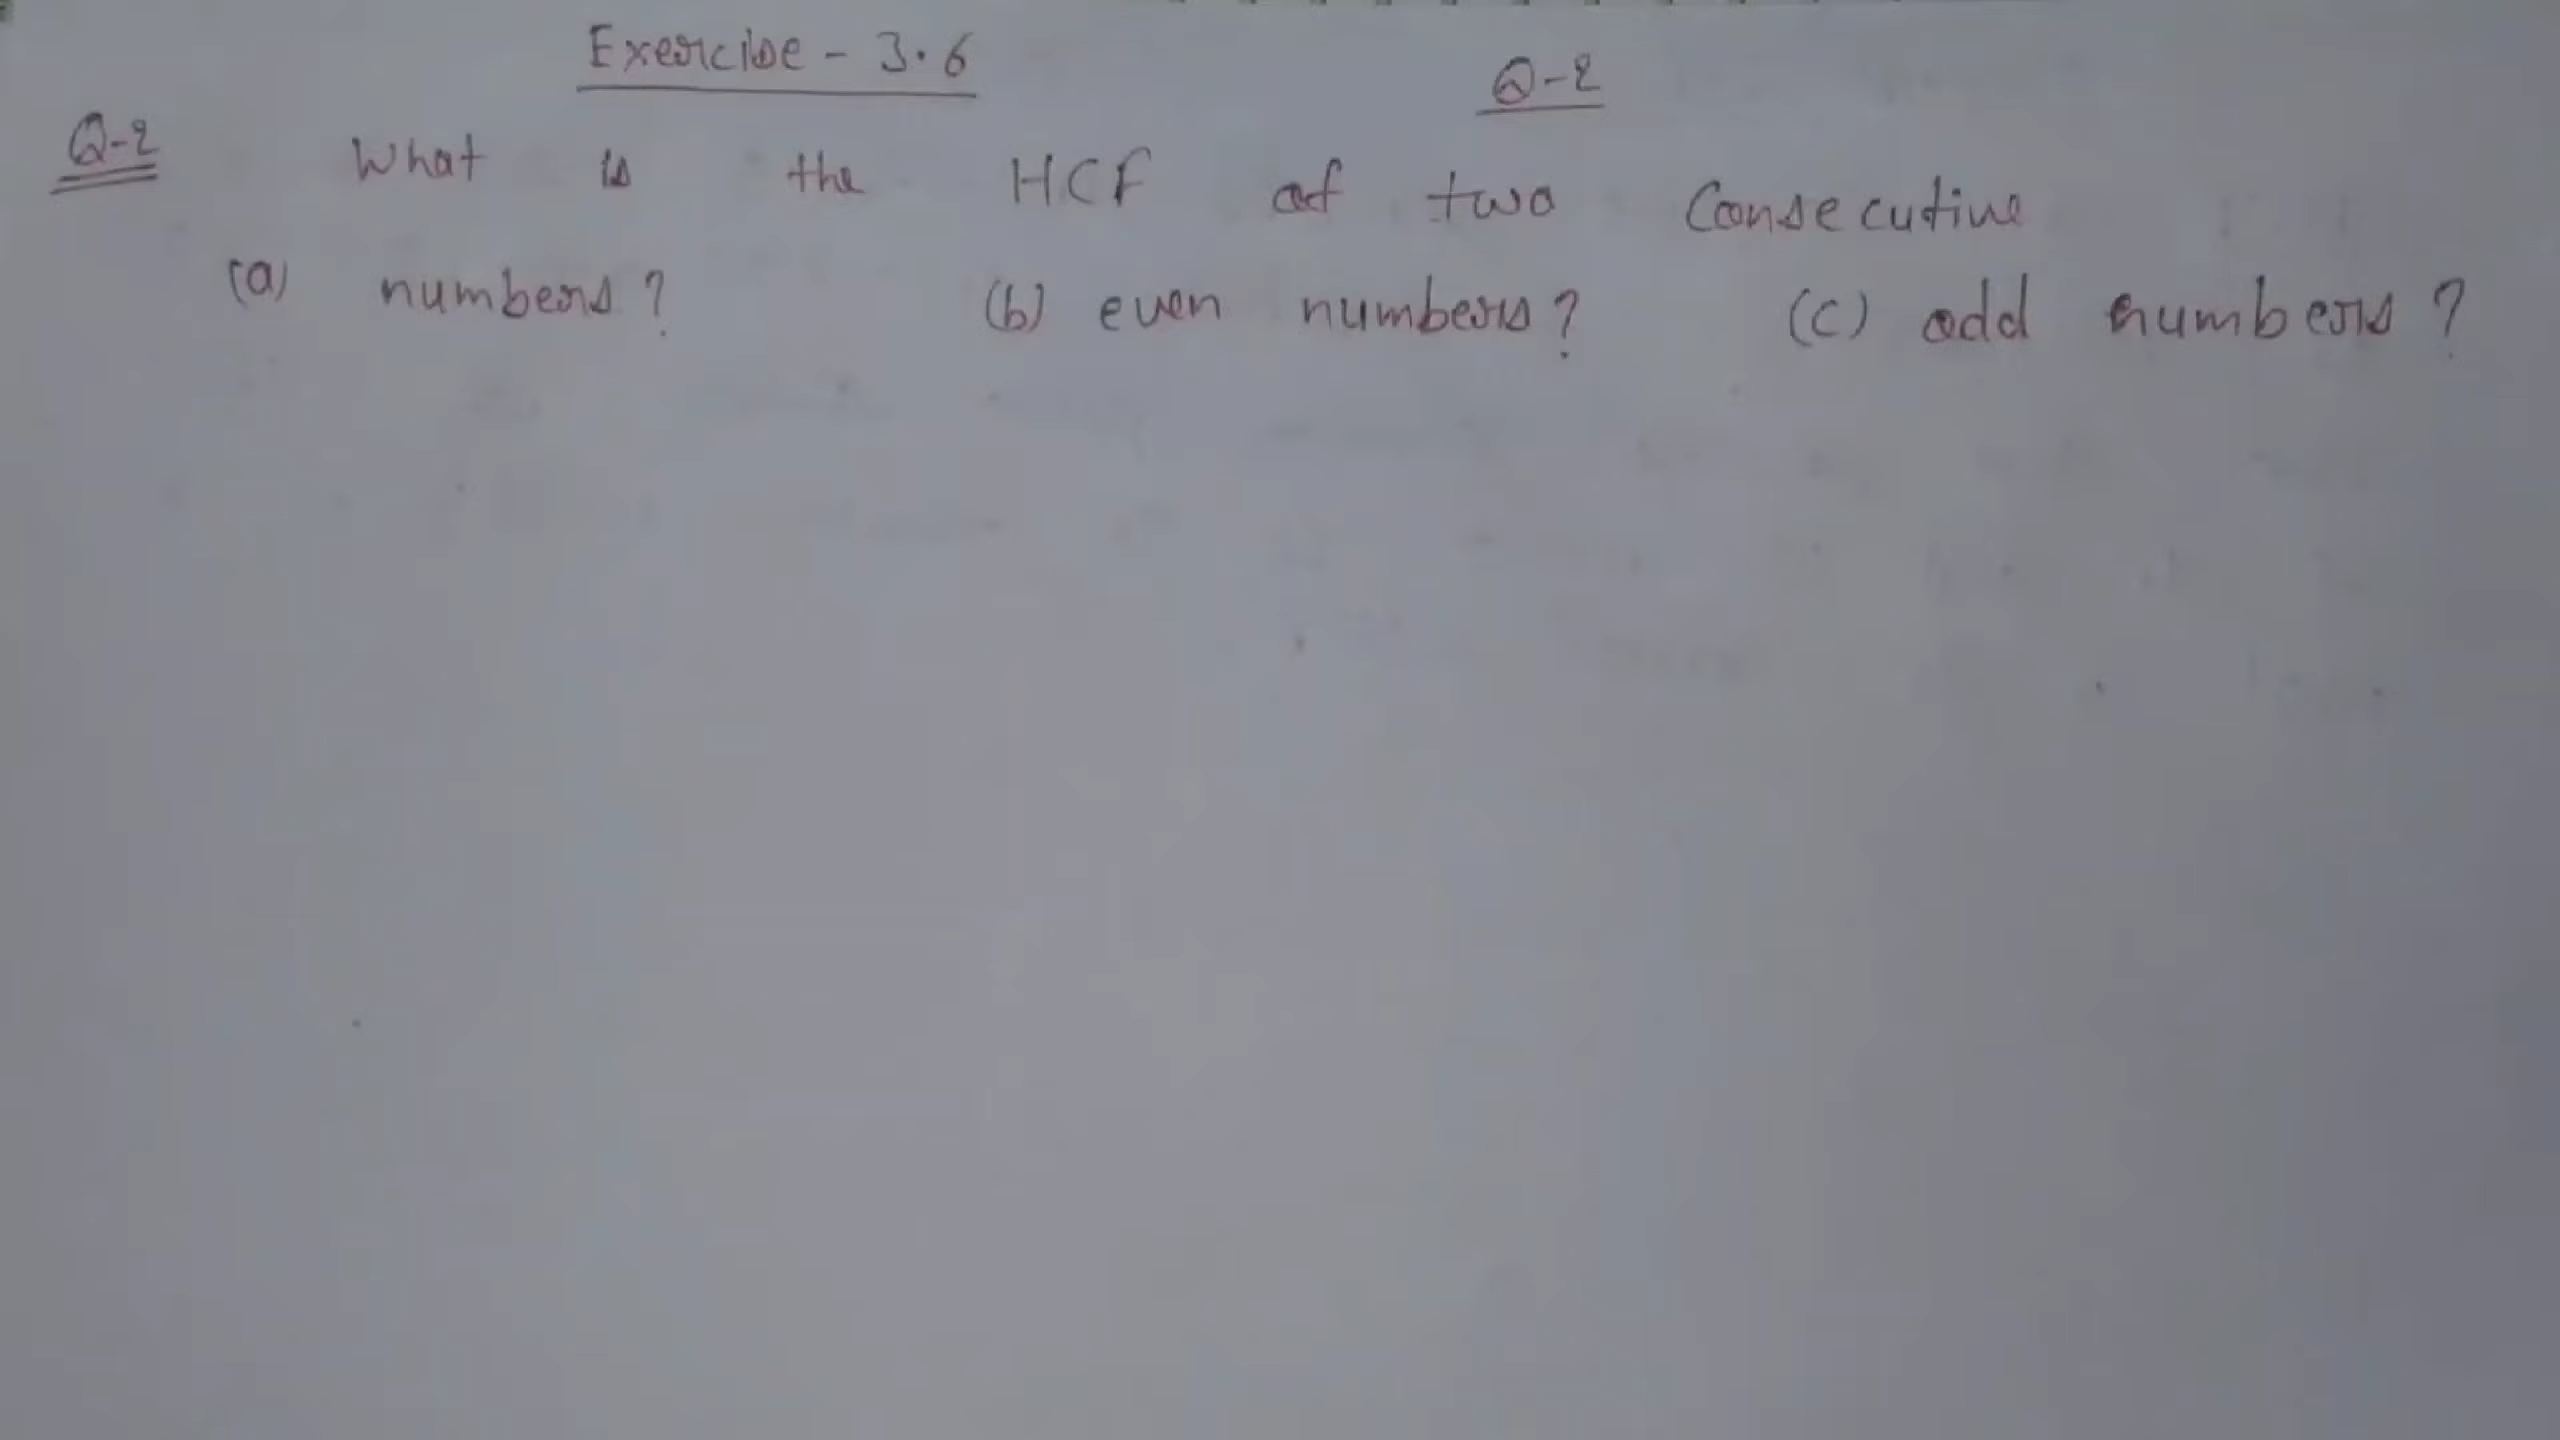 Exercise - 3.6
Q-2
Q-2 What is the HCF of two Consecutive
(a) numbers? (b) even numbers? (c) odd numbers?